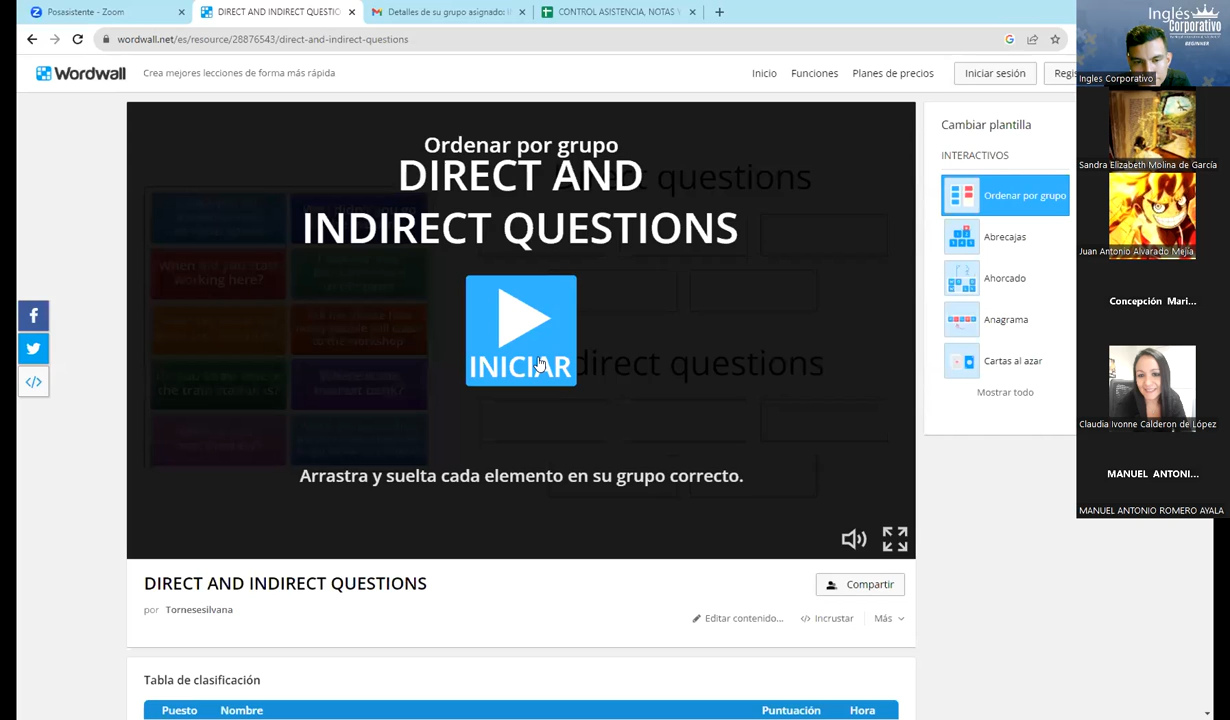 Posasistente - Zoom
DIRECT AND INDIRECT QUESTIO
Detalles de su grupo asignado: I
CONTROL ASISTENCIA, NOTAS Y
wordwall.net/es/resource/28876543/direct-and-indirect-questions
Wordwall
Crea mejores lecciones de forma más rápida
Inicio
Funciones
Planes de precios
Iniciar sesión
Regis
Ordenar por grupo
DIRECT AND
INDIRECT QUESTIONS
INICIAR
Arrastra y suelta cada elemento en su grupo correcto.
DIRECT AND INDIRECT QUESTIONS
Compartir
por Tornesesilvana
Editar contenido...
Incrustar
Más
Tabla de clasificación
Puesto
Nombre
Puntuación
Hora
Cambiar plantilla
INTERACTIVOS
Ordenar por grupo
Abrecajas
Ahorcado
Anagrama
Cartas al azar
Mostrar todo
Inglés
Corporativo
BEGINNER
Ingles Corporativo
Sandra Elizabeth Molina de García
Juan Antonio Alvarado Mejía
Concepción Mari...
Claudia Ivonne Calderon de López
MANUEL ANTONI...
MANUEL ANTONIO ROMERO AYALA